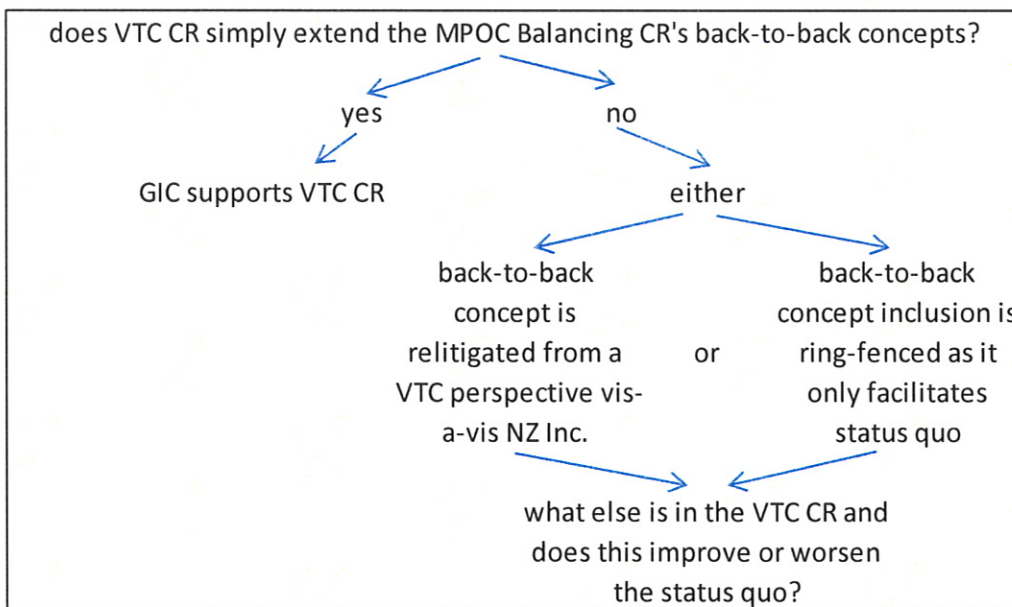 does VTC CR simply extend the MPOC Balancing CR's back-to-back concepts?
yes
no
GIC supports VTC CR
either
back-to-back
concept is
relitigated from a
VTC perspective vis-
a-vis NZ Inc.
or
back-to-back
concept inclusion is
ring-fenced as it
only facilitates
status quo
what else is in the VTC CR and
does this improve or worsen
the status quo?